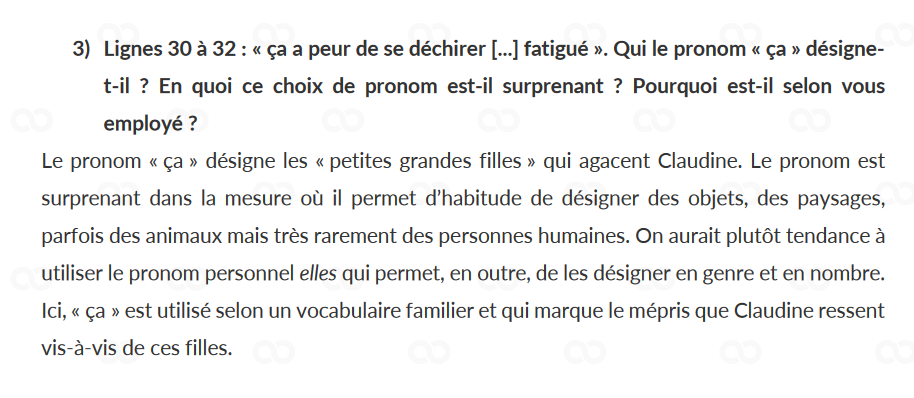 3) Lignes 30 à 32 : « ça a peur de se déchirer [...] fatigué ». Qui le pronom « ça » désigne-
t-il ? En quoi ce choix de pronom est-il surprenant ? Pourquoi est-il selon vous
employé ?
Le pronom « ça » désigne les « petites grandes filles » qui agacent Claudine. Le pronom est
surprenant dans la mesure où il permet d’habitude de désigner des objets, des paysages,
parfois des animaux mais très rarement des personnes humaines. On aurait plutôt tendance à
utiliser le pronom personnel elles qui permet, en outre, de les désigner en genre et en nombre.
Ici, « ça » est utilisé selon un vocabulaire familier et qui marque le mépris que Claudine ressent
vis-à-vis de ces filles.